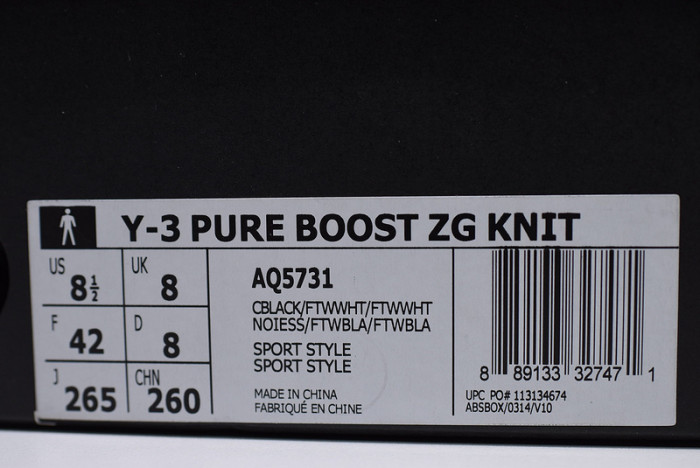 Y-3 PURE BOOST ZG KNIT
US 8½ UK 8
F 42 D 8
J 265 CHN 260
AQ5731
CBLACK/FTWWHT/FTWWHT
NOIESS/FTWBLA/FTWBLA
SPORT STYLE
SPORT STYLE
MADE IN CHINA
FABRIQUÉ EN CHINE
8 89133 32747 1
UPC PO# 113134674
ABSBOX/0314/V10